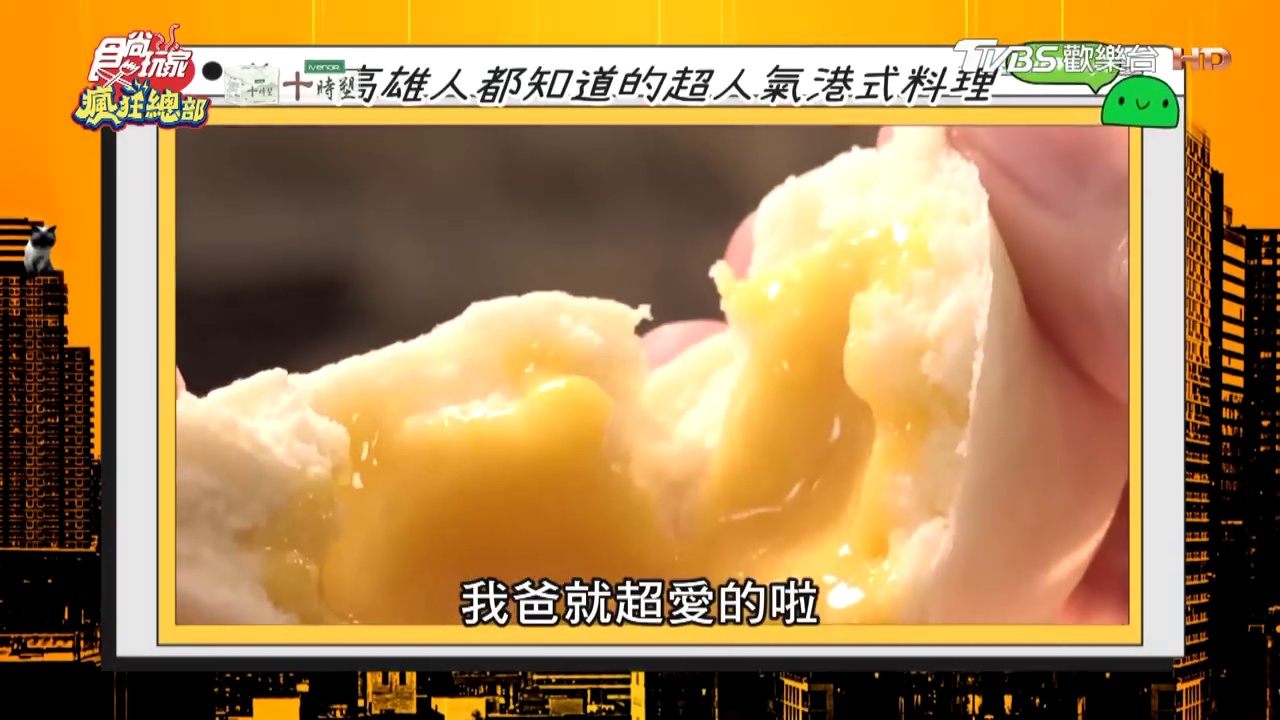 食尚玩家
瘋狂總部
iVENOR
十時塑
高雄人都知道的超人氣港式料理
TVBS歡樂台 HD
我爸就超愛的啦